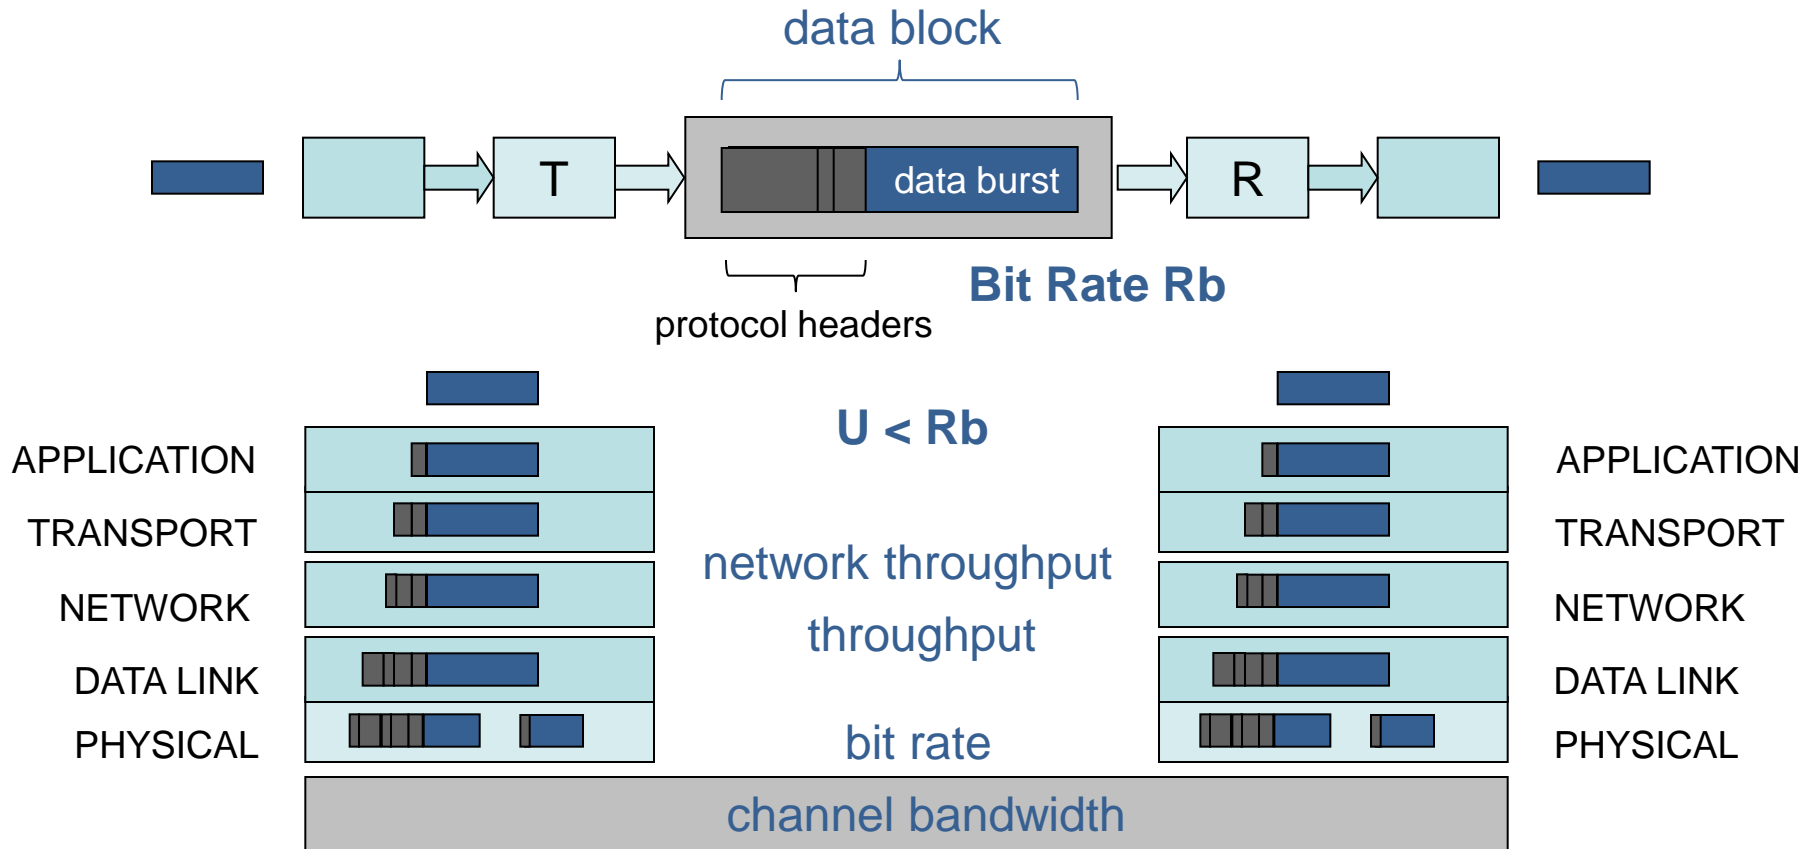 data block
T
data burst
R
Bit Rate Rb
protocol headers
U < Rb
APPLICATION
APPLICATION
TRANSPORT
TRANSPORT
network throughput
NETWORK
NETWORK
throughput
DATA LINK
DATA LINK
PHYSICAL
bit rate
PHYSICAL
channel bandwidth